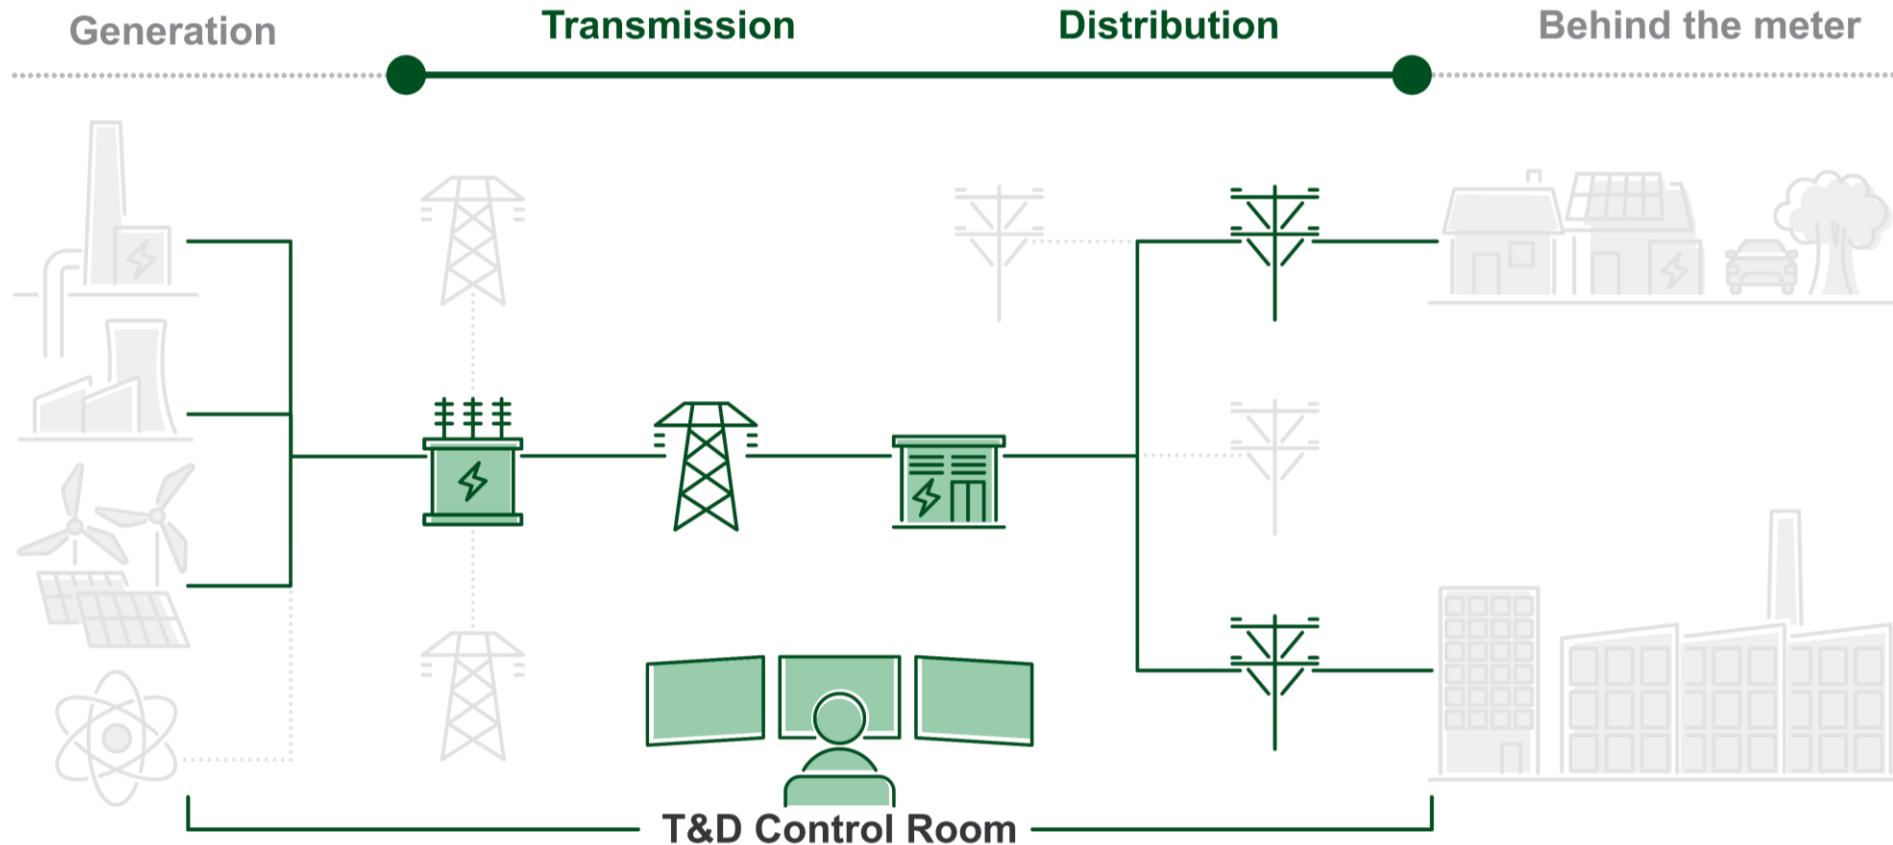 Generation
Transmission
Distribution
Behind the meter
T&D Control Room